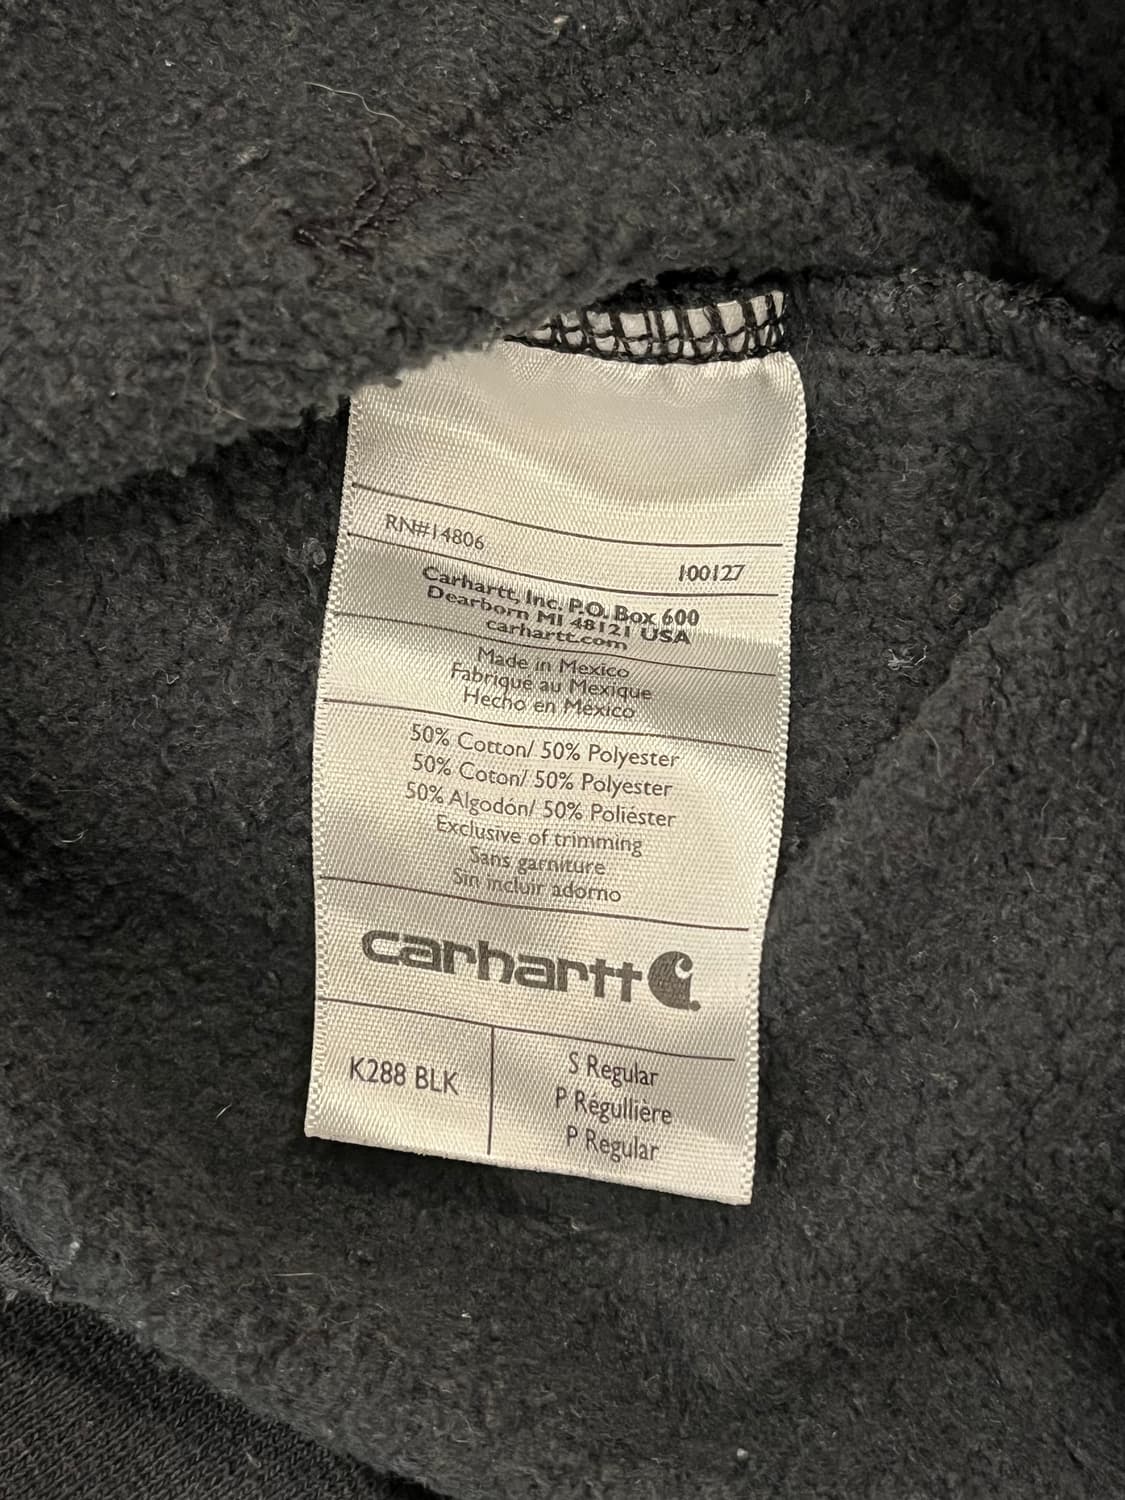 RN#14806
100127
Carhartt, Inc. P.O. Box 600
Dearborn MI 48121 USA
carhartt.com
Made in Mexico
Fabriqué au Mexique
Hecho en México
50% Cotton/ 50% Polyester
50% Coton/ 50% Polyester
50% Algodón/ 50% Poliéster
Exclusive of trimming
Sans garniture
Sin incluir adorno
carhartt
K288 BLK
S Regular
P Régullière
P Regular